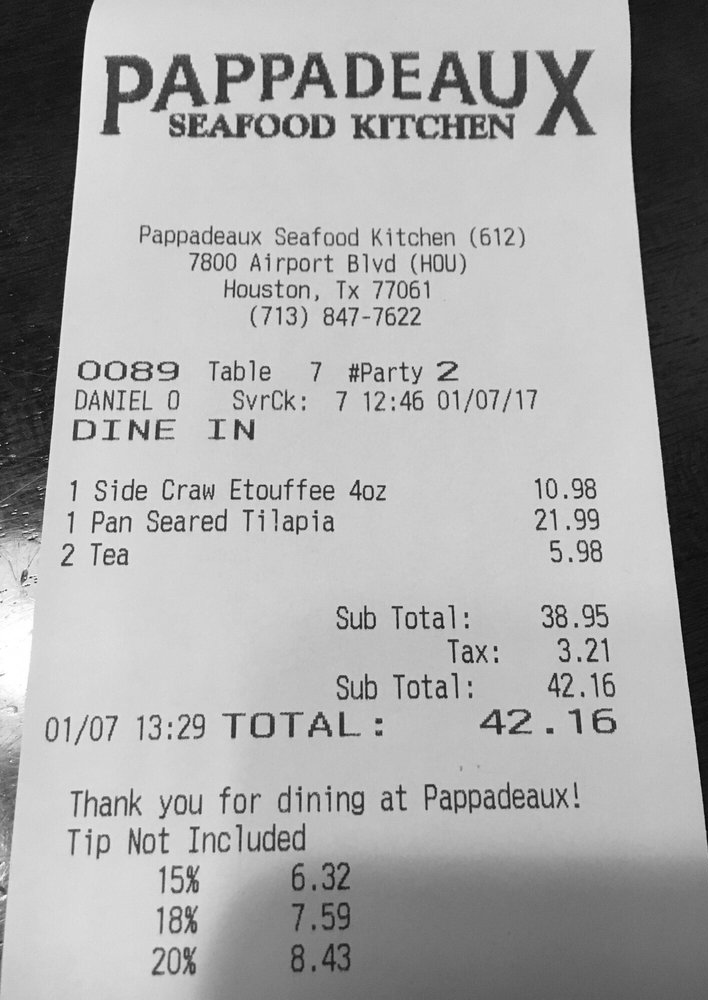 PAPPADEAUX
SEAFOOD KITCHEN
Pappadeaux Seafood Kitchen (612)
7800 Airport Blvd (HOU)
Houston, Tx 77061
(713) 847-7622
0089 Table 7 #Party 2
DANIEL O SvrCk: 7 12:46 01/07/17
DINE IN
1 Side Craw Etouffee 4oz 10.98
1 Pan Seared Tilapia 21.99
2 Tea 5.98
Sub Total: 38.95
Tax: 3.21
Sub Total: 42.16
01/07 13:29 TOTAL: 42.16
Thank you for dining at Pappadeaux!
Tip Not Included
15% 6.32
18% 7.59
20% 8.43